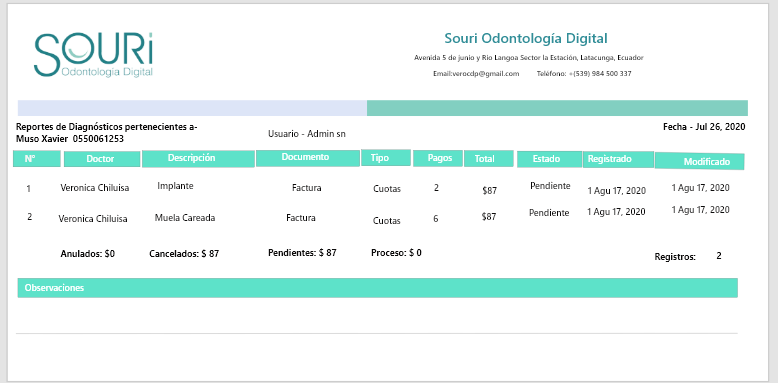 SOURi
Odontología Digital
Souri Odontología Digital
Avenida 5 de junio y Rio Langoa Sector la Estación, Latacunga, Ecuador
Email:verocdp@gmail.com Teléfono: +(539) 984 500 337
Reportes de Diagnósticos pertenecientes a-
Muso Xavier 0550061253
Usuario - Admin sn
Fecha - Jul 26, 2020
N° Doctor Descripción Documento Tipo Pagos Total Estado Registrado Modificado
1 Veronica Chiluisa Implante Factura Cuotas 2 $87 Pendiente 1 Agu 17, 2020 1 Agu 17, 2020
2 Veronica Chiluisa Muela Careada Factura Cuotas 6 $87 Pendiente 1 Agu 17, 2020 1 Agu 17, 2020
Anulados: $0 Cancelados: $ 87 Pendientes: $ 87 Proceso: $ 0 Registros: 2
Observaciones